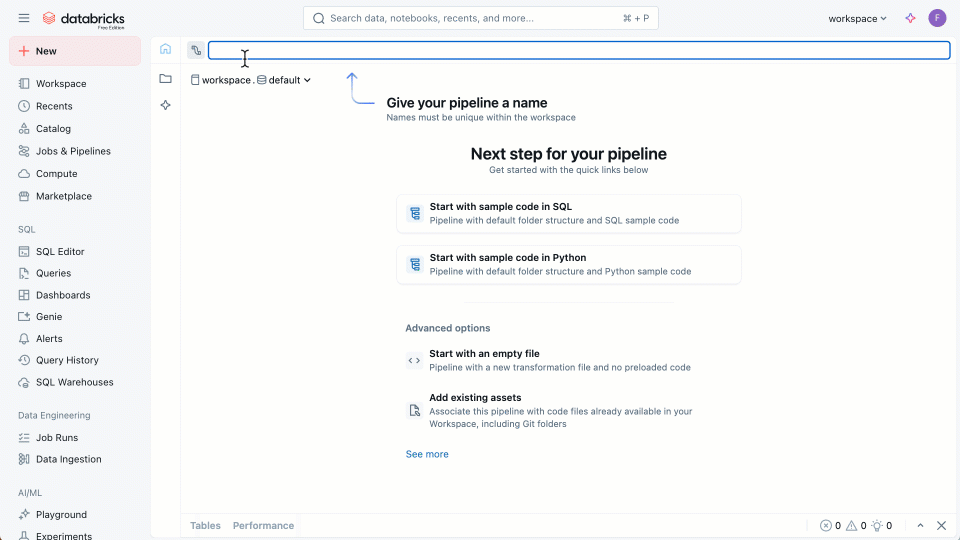 databricks
Free Edition
Search data, notebooks, recents, and more...
⌘ + P
workspace
F
New
Workspace
Recents
Catalog
Jobs & Pipelines
Compute
Marketplace
SQL
SQL Editor
Queries
Dashboards
Genie
Alerts
Query History
SQL Warehouses
Data Engineering
Job Runs
Data Ingestion
AI/ML
Playground
Experiments
workspace . default
Give your pipeline a name
Names must be unique within the workspace
Next step for your pipeline
Get started with the quick links below
Start with sample code in SQL
Pipeline with default folder structure and SQL sample code
Start with sample code in Python
Pipeline with default folder structure and Python sample code
Advanced options
Start with an empty file
Pipeline with a new transformation file and no preloaded code
Add existing assets
Associate this pipeline with code files already available in your
Workspace, including Git folders
See more
Tables
Performance
0
0
0